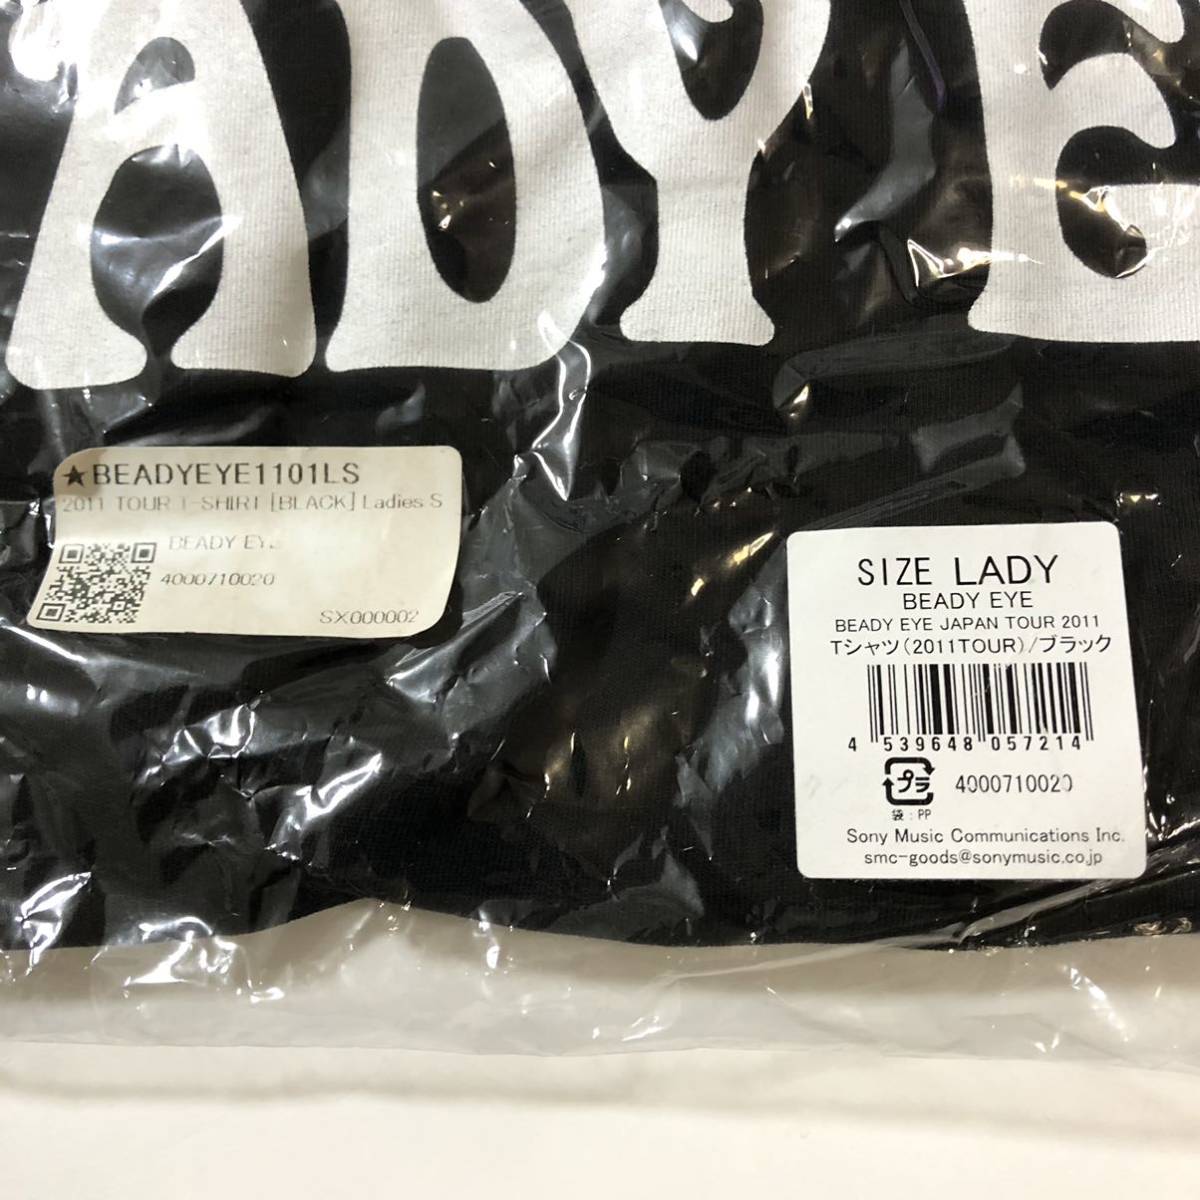 ADY E
★BEADYEYE1101LS
2011 TOUR T-SHIRT [BLACK] Ladies S
BEADY EYE
4000710020
SX000002
SIZE LADY
BEADY EYE
BEADY EYE JAPAN TOUR 2011
Tシャツ(2011TOUR)/ブラック
4 539648 057214
プラ
4000710020
袋:PP
Sony Music Communications Inc.
smc-goods@sonymusic.co.jp